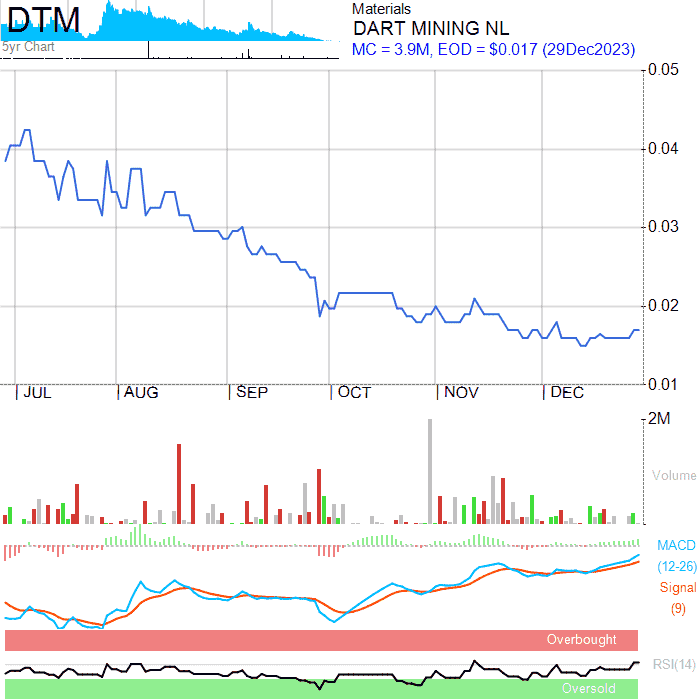 DTM
5yr Chart
Materials
DART MINING NL
MC = 3.9M, EOD = $0.017 (29Dec2023)
0.05
0.04
0.03
0.02
0.01
JUL AUG SEP OCT NOV DEC
2M
Volume
MACD
(12-26)
Signal
(9)
Overbought
RSI(14)
Oversold